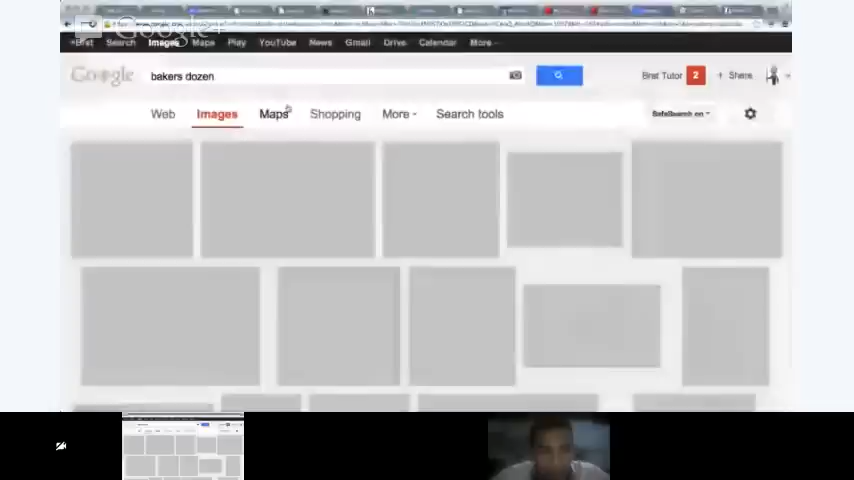 Google+
Search Images Maps Play YouTube News Gmail Drive Calendar More
Google bakers dozen Brat Tutor 2 + Share
Web Images Maps Shopping More Search tools SafeSearch on